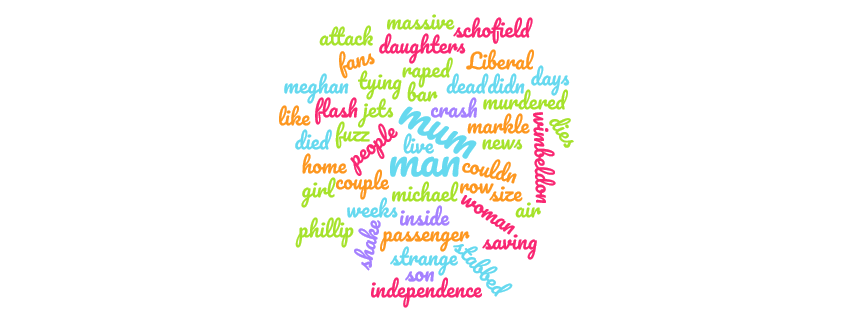 massive
schofield
attack
daughters
fans
Liberal
raped
meghan
tying
dead
didn
days
bar
murdered
like
flash
jets
crash
mum
markle
wimbeldon
dies
died
fuzz
people
live
news
man
home
couldn
girl
couple
michael
row
size
woman
air
weeks
inside
phillip
shake
passenger
saving
strange
stabbed
son
independence